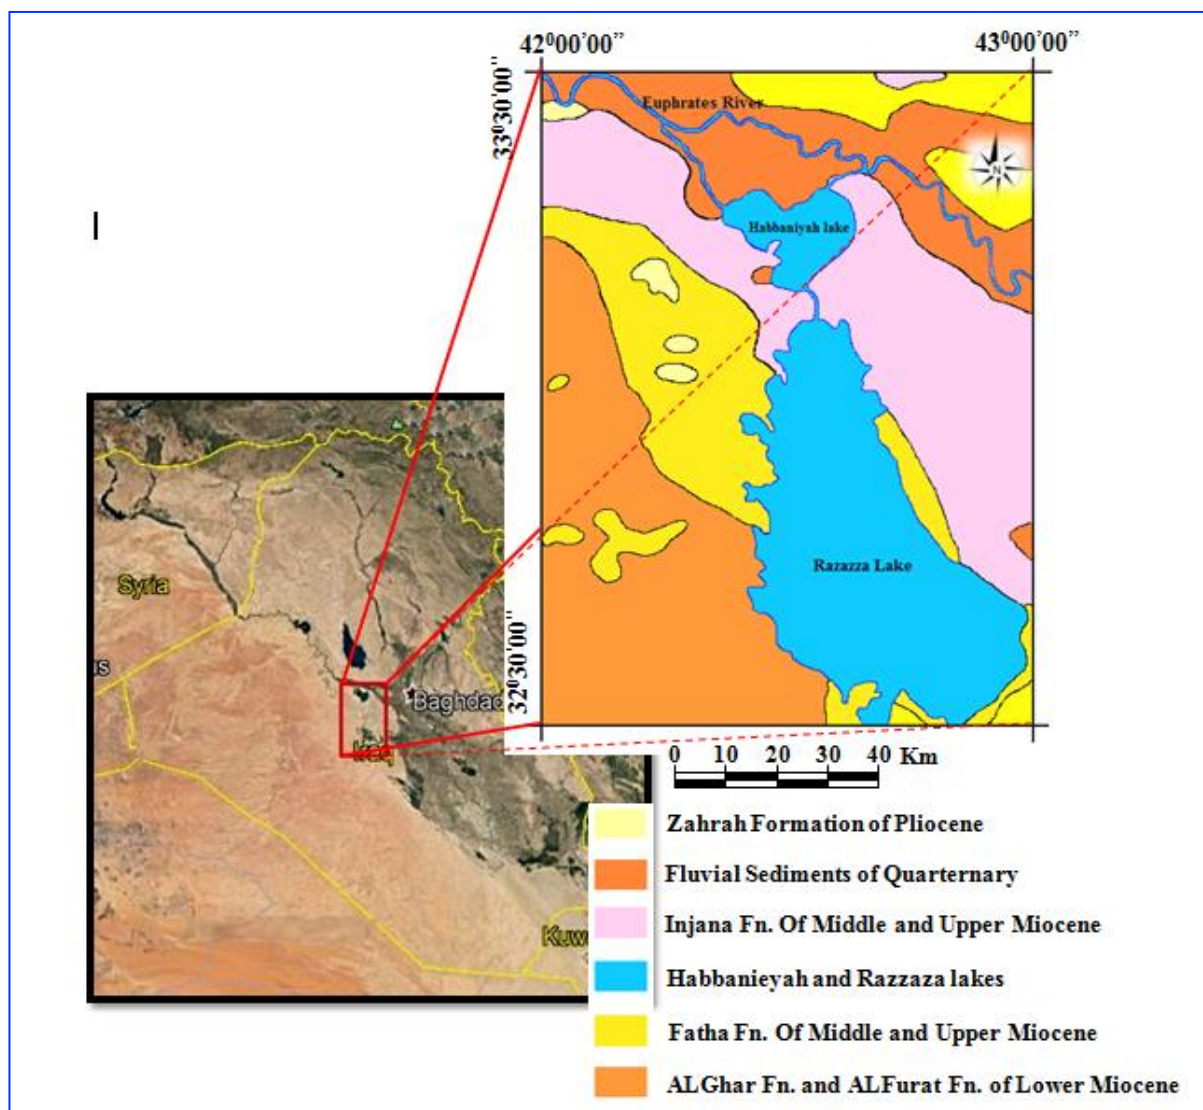 42⁰00'00”
43⁰00'00”
33⁰30'00”
Euphrates River
N
Habbaniyah lake
Razazza Lake
32⁰30'00”
Syria
Baghdad
Iraq
0 10 20 30 40 Km
Zahrah Formation of Pliocene
Fluvial Sediments of Quarternary
Injana Fn. Of Middle and Upper Miocene
Kuw
Habbanieyah and Razzaza lakes
Fatha Fn. Of Middle and Upper Miocene
ALGhar Fn. and ALFurat Fn. of Lower Miocene